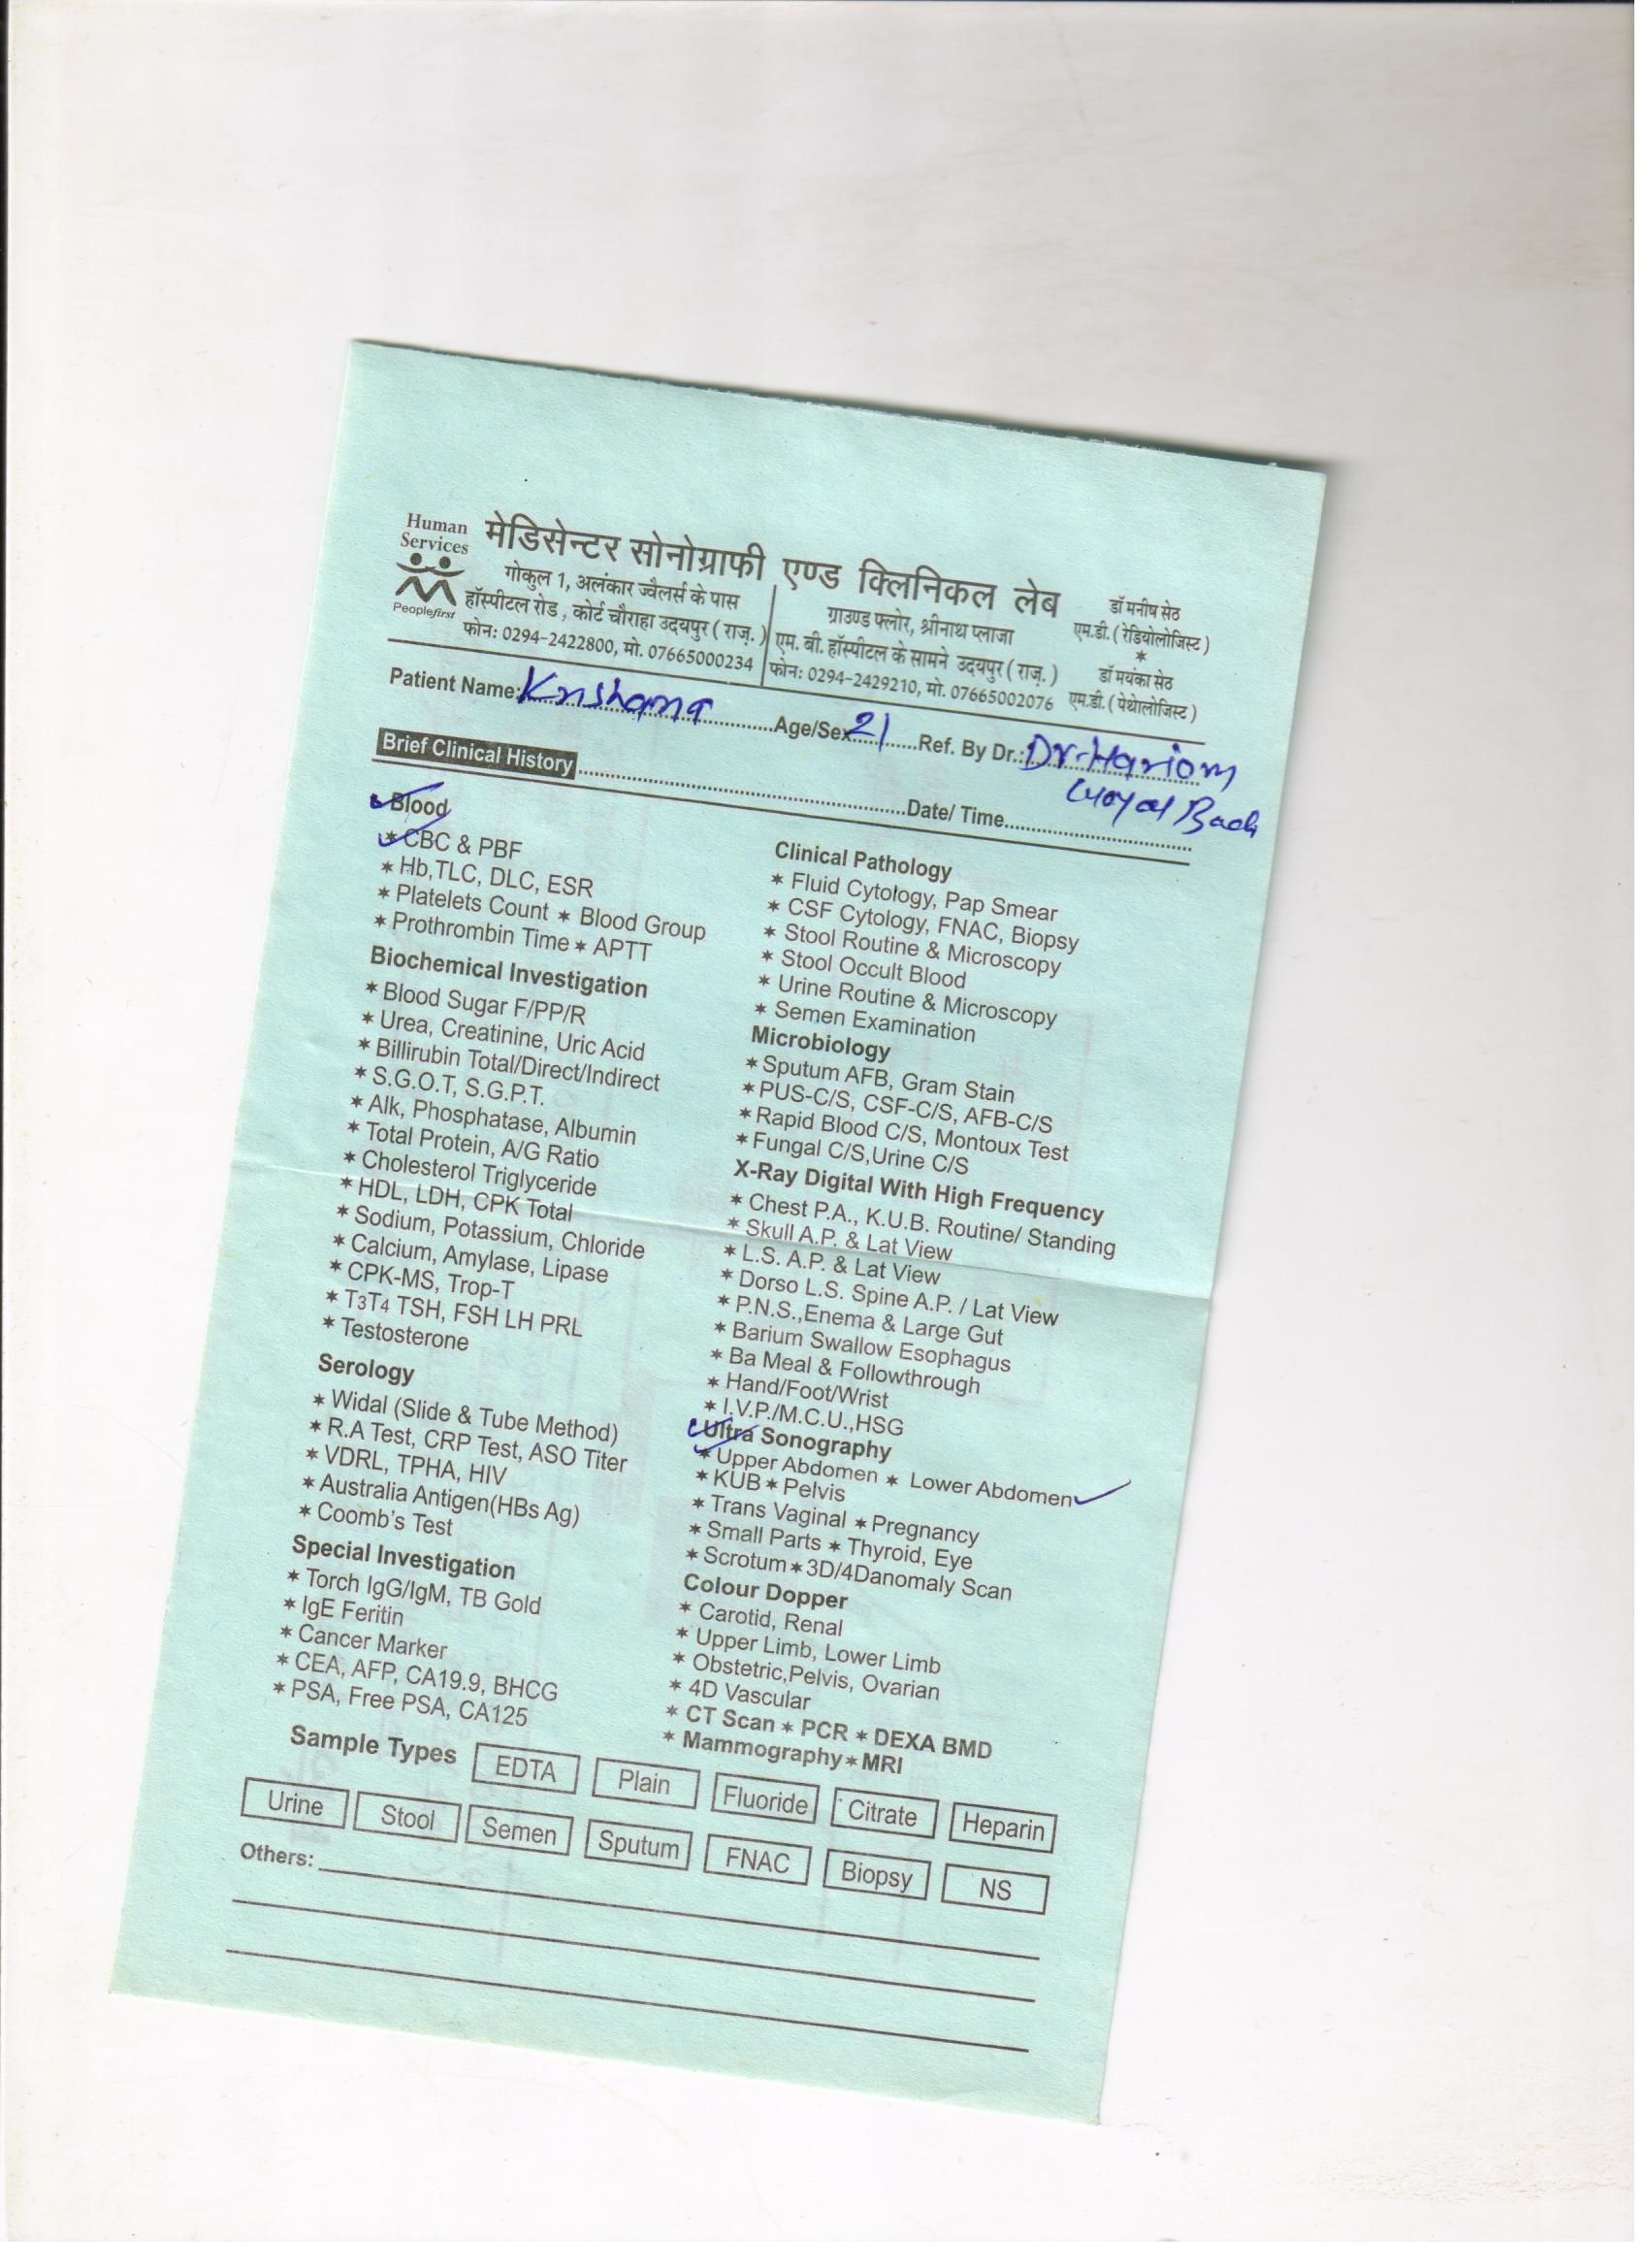 Human
Services
Peoplefirst
मेडिसेन्टर सोनोग्राफी एण्ड क्लिनिकल लेब
गोकुल 1, अलंकार ज्वैलर्स के पास
हॉस्पीटल रोड , कोर्ट चौराहा उदयपुर ( राज़. )
फोन: 0294-2422800, मो. 07665000234
ग्राउण्ड फ्लोर, श्रीनाथ प्लाजा
एम. बी. हॉस्पीटल के सामने उदयपुर ( राज़. )
फोन: 0294-2429210, मो. 07665002076
डॉ मनीष सेठ
एम.डी. ( रेडियोलोजिस्ट )
*
डॉ मयंका सेठ
एम.डी. ( पेथेालोजिस्ट )
Patient Name: Krishana Age/Sex 21 Ref. By Dr.: Dr. Hariom
Brief Clinical History Date/ Time
Blood
* CBC & PBF
* Hb,TLC, DLC, ESR
* Platelets Count * Blood Group
* Prothrombin Time * APTT
Biochemical Investigation
* Blood Sugar F/PP/R
* Urea, Creatinine, Uric Acid
* Billirubin Total/Direct/Indirect
* S.G.O.T, S.G.P.T.
* Alk, Phosphatase, Albumin
* Total Protein, A/G Ratio
* Cholesterol Triglyceride
* HDL, LDH, CPK Total
* Sodium, Potassium, Chloride
* Calcium, Amylase, Lipase
* CPK-MS, Trop-T
* T3T4 TSH, FSH LH PRL
* Testosterone
Serology
* Widal (Slide & Tube Method)
* R.A Test, CRP Test, ASO Titer
* VDRL, TPHA, HIV
* Australia Antigen(HBs Ag)
* Coomb's Test
Special Investigation
* Torch IgG/IgM, TB Gold
* IgE Feritin
* Cancer Marker
* CEA, AFP, CA19.9, BHCG
* PSA, Free PSA, CA125
Clinical Pathology
* Fluid Cytology, Pap Smear
* CSF Cytology, FNAC, Biopsy
* Stool Routine & Microscopy
* Stool Occult Blood
* Urine Routine & Microscopy
* Semen Examination
Microbiology
* Sputum AFB, Gram Stain
* PUS-C/S, CSF-C/S, AFB-C/S
* Rapid Blood C/S, Montoux Test
* Fungal C/S,Urine C/S
X-Ray Digital With High Frequency
* Chest P.A., K.U.B. Routine/ Standing
* Skull A.P. & Lat View
* L.S. A.P. & Lat View
* Dorso L.S. Spine A.P. / Lat View
* P.N.S.,Enema & Large Gut
* Barium Swallow Esophagus
* Ba Meal & Followthrough
* Hand/Foot/Wrist
* I.V.P./M.C.U.,HSG
Ultra Sonography
* Upper Abdomen * Lower Abdomen
* KUB * Pelvis
* Trans Vaginal * Pregnancy
* Small Parts * Thyroid, Eye
* Scrotum * 3D/4Danomaly Scan
Colour Dopper
* Carotid, Renal
* Upper Limb, Lower Limb
* Obstetric,Pelvis, Ovarian
* 4D Vascular
* CT Scan * PCR * DEXA BMD
* Mammography * MRI
Sample Types EDTA Plain Fluoride Citrate Heparin
Urine Stool Semen Sputum FNAC Biopsy NS
Others: